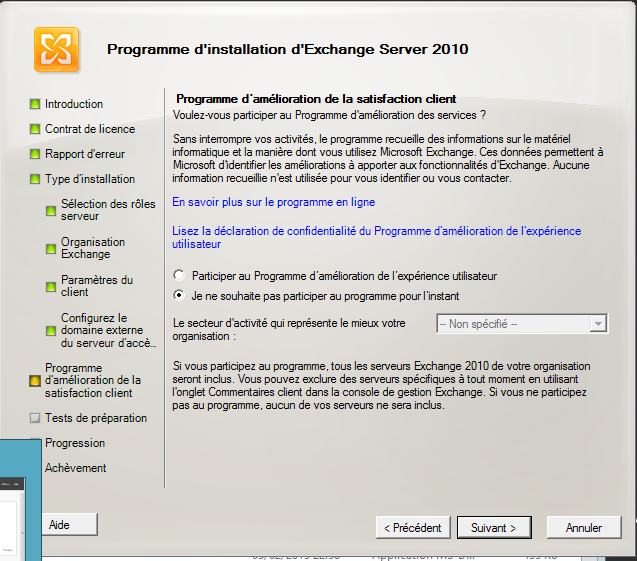 Programme d'installation d'Exchange Server 2010
Introduction
Contrat de licence
Rapport d'erreur
Type d'installation
Sélection des rôles
serveur
Organisation
Exchange
Paramètres du
client
Configurez le
domaine externe
du serveur d'accè...
Programme
d'amélioration de la
satisfaction client
Tests de préparation
Progression
Achèvement
Programme d'amélioration de la satisfaction client
Voulez-vous participer au Programme d'amélioration des services ?
Sans interrompre vos activités, le programme recueille des informations sur le matériel
informatique et la manière dont vous utilisez Microsoft Exchange. Ces données permettent à
Microsoft d'identifier les améliorations à apporter aux fonctionnalités d'Exchange. Aucune
information recueillie n'est utilisée pour vous identifier ou vous contacter.
En savoir plus sur le programme en ligne
Lisez la déclaration de confidentialité du Programme d'amélioration de l'expérience
utilisateur
Participer au Programme d'amélioration de l'expérience utilisateur
Je ne souhaite pas participer au programme pour l'instant
Le secteur d'activité qui représente le mieux votre
organisation :
-- Non spécifié --
Si vous participez au programme, tous les serveurs Exchange 2010 de votre organisation
seront inclus. Vous pouvez exclure des serveurs spécifiques à tout moment en utilisant
l'onglet Commentaires client dans la console de gestion Exchange. Si vous ne participez
pas au programme, aucun de vos serveurs ne sera inclus.
Aide
< Précédent
Suivant >
Annuler